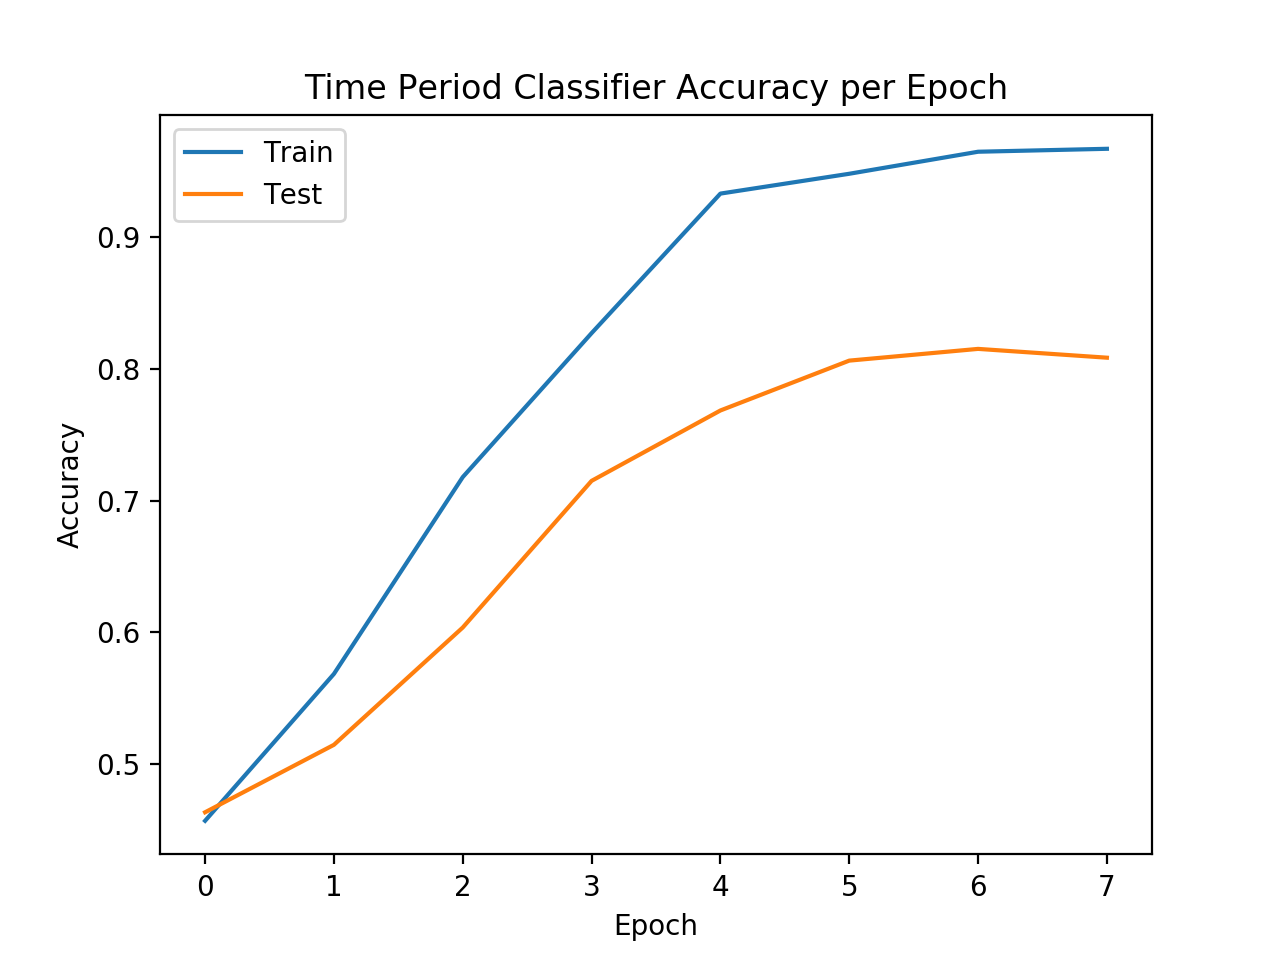 Time Period Classifier Accuracy per Epoch
Train
Test
0.9
0.8
0.7
0.6
0.5
Accuracy
0 1 2 3 4 5 6 7
Epoch